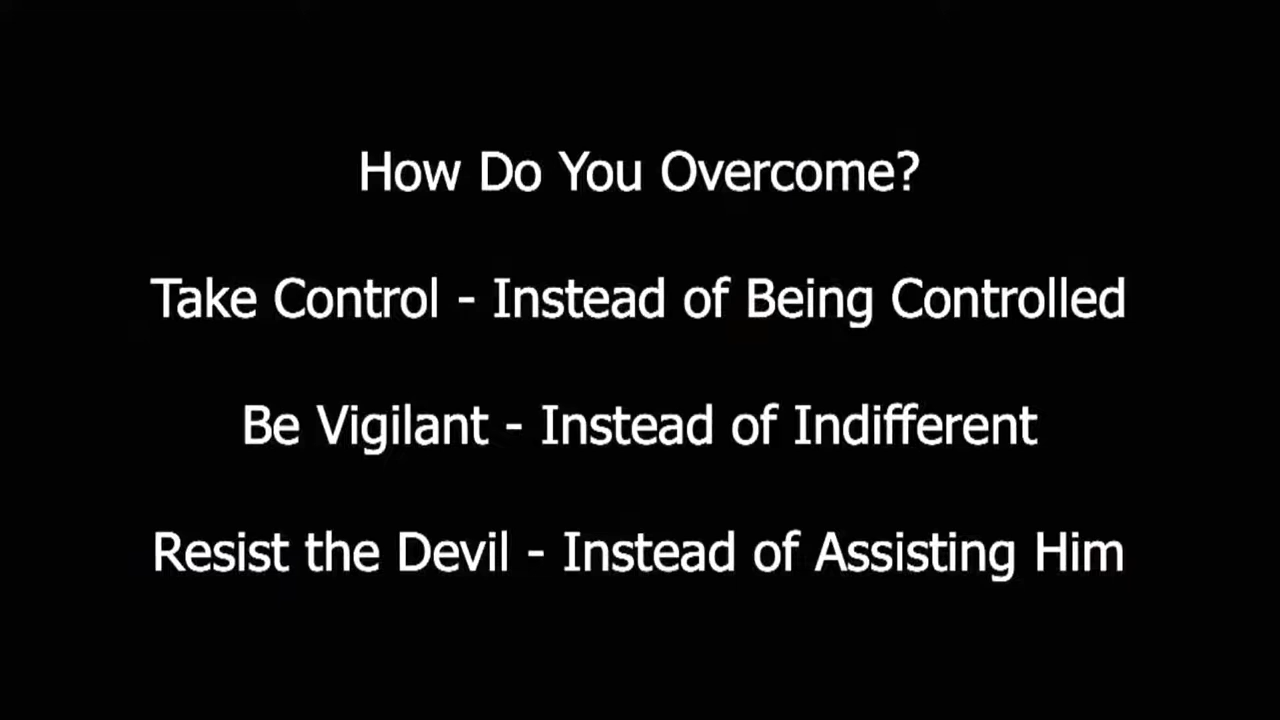 How Do You Overcome?
Take Control - Instead of Being Controlled
Be Vigilant - Instead of Indifferent
Resist the Devil - Instead of Assisting Him